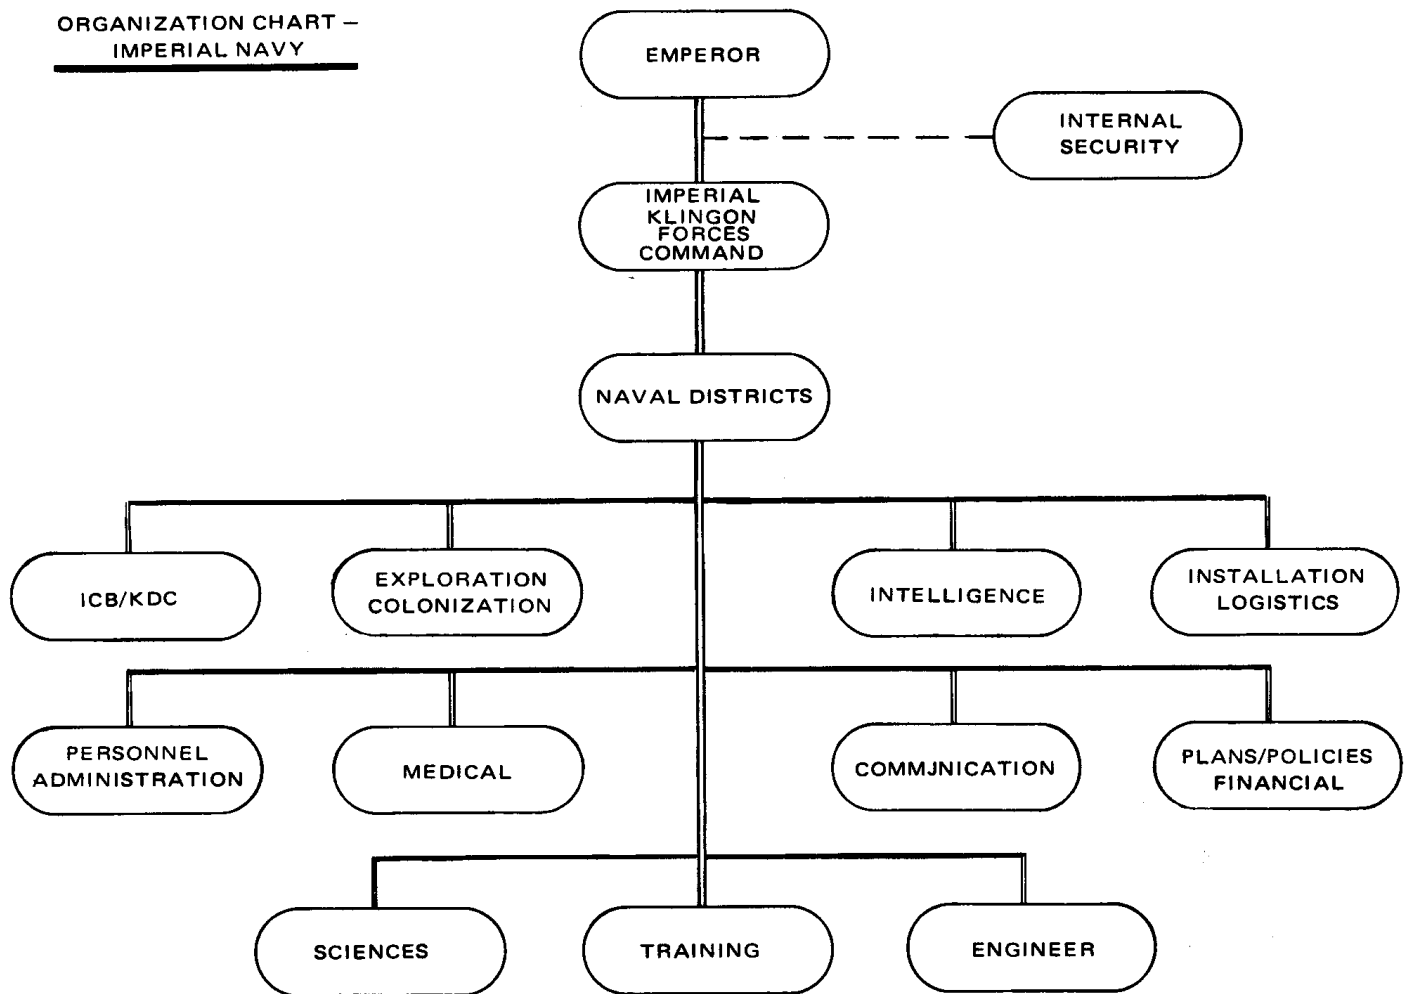 ORGANIZATION CHART –
IMPERIAL NAVY
EMPEROR
INTERNAL
SECURITY
IMPERIAL
KLINGON
FORCES
COMMAND
NAVAL DISTRICTS
ICB/KDC
EXPLORATION
COLONIZATION
INTELLIGENCE
INSTALLATION
LOGISTICS
PERSONNEL
ADMINISTRATION
MEDICAL
COMMJNICATION
PLANS/POLICIES
FINANCIAL
SCIENCES
TRAINING
ENGINEER